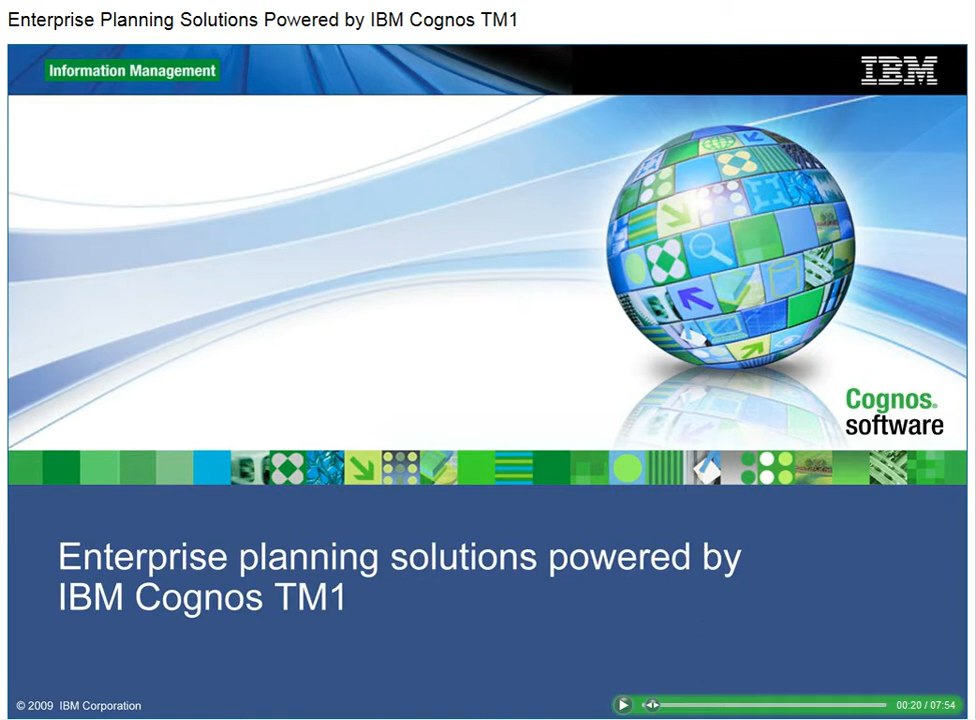 Enterprise Planning Solutions Powered by IBM Cognos TM1
Information Management
IBM
Cognos®
software
Enterprise planning solutions powered by
IBM Cognos TM1
© 2009 IBM Corporation
00:20 / 07:54